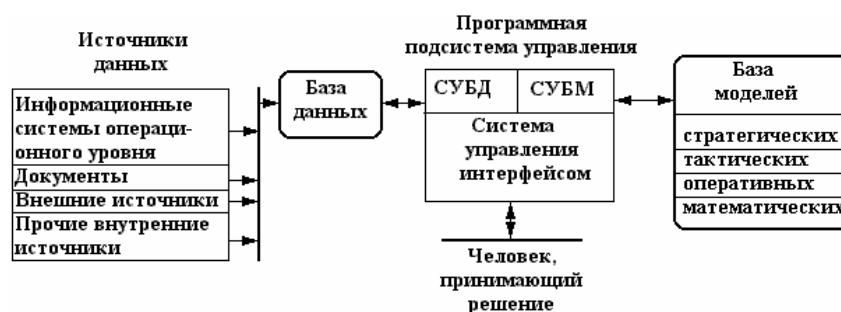 Источники
данных
Информационные
системы операци-
онного уровня
Документы
Внешние источники
Прочие внутренние
источники
База
данных
Программная
подсистема управления
СУБД
СУБМ
Система
управления
интерфейсом
Человек,
принимающий
решение
База
моделей
стратегических
тактических
оперативных
математических